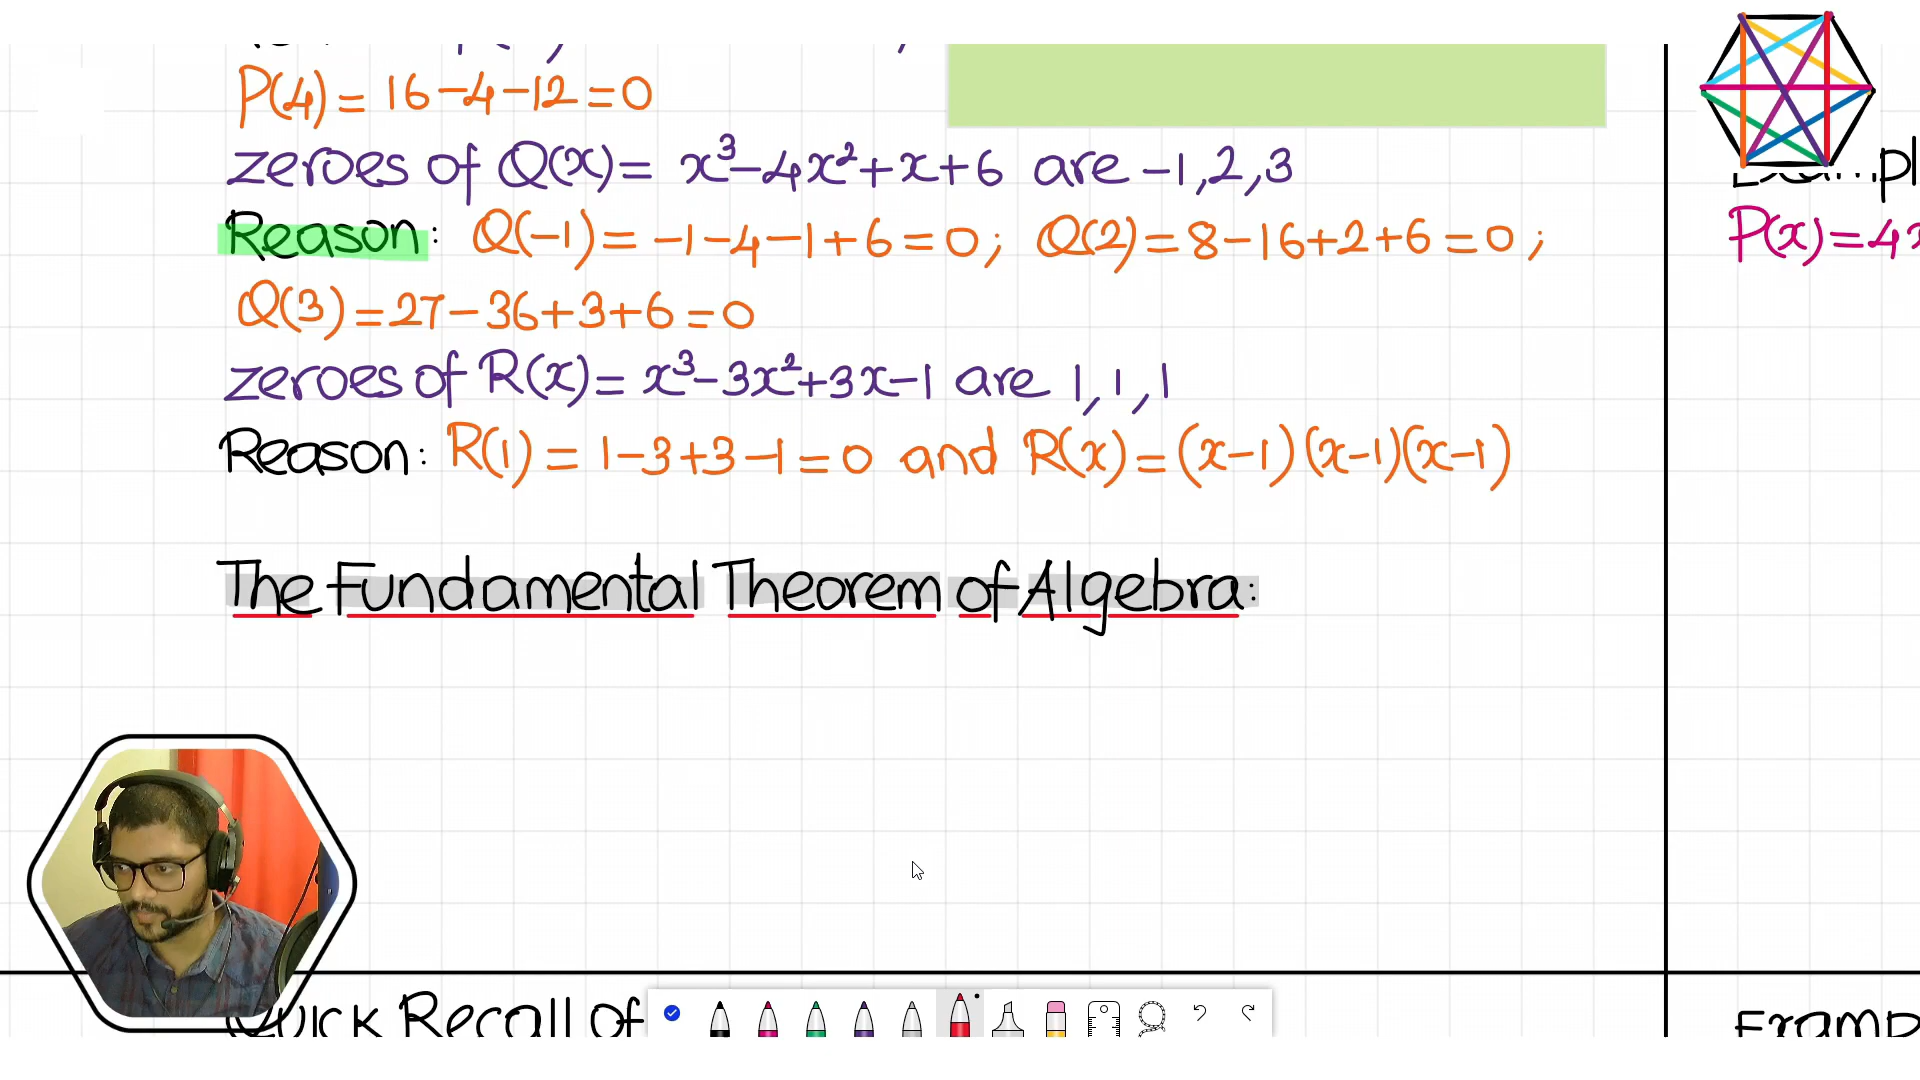 P(4) = 16-4-12 = 0
zeroes of Q(x) = x³-4x²+x+6 are -1,2,3
Reason: Q(-1) = -1-4-1+6=0; Q(2)=8-16+2+6=0;
Q(3)=27-36+3+6=0
zeroes of R(x) = x³-3x²+3x-1 are 1,1,1
Reason: R(1) = 1-3+3-1=0 and R(x)=(x-1)(x-1)(x-1)
The Fundamental Theorem of Algebra:
Quick Recall of
P(x)=4x
Examp